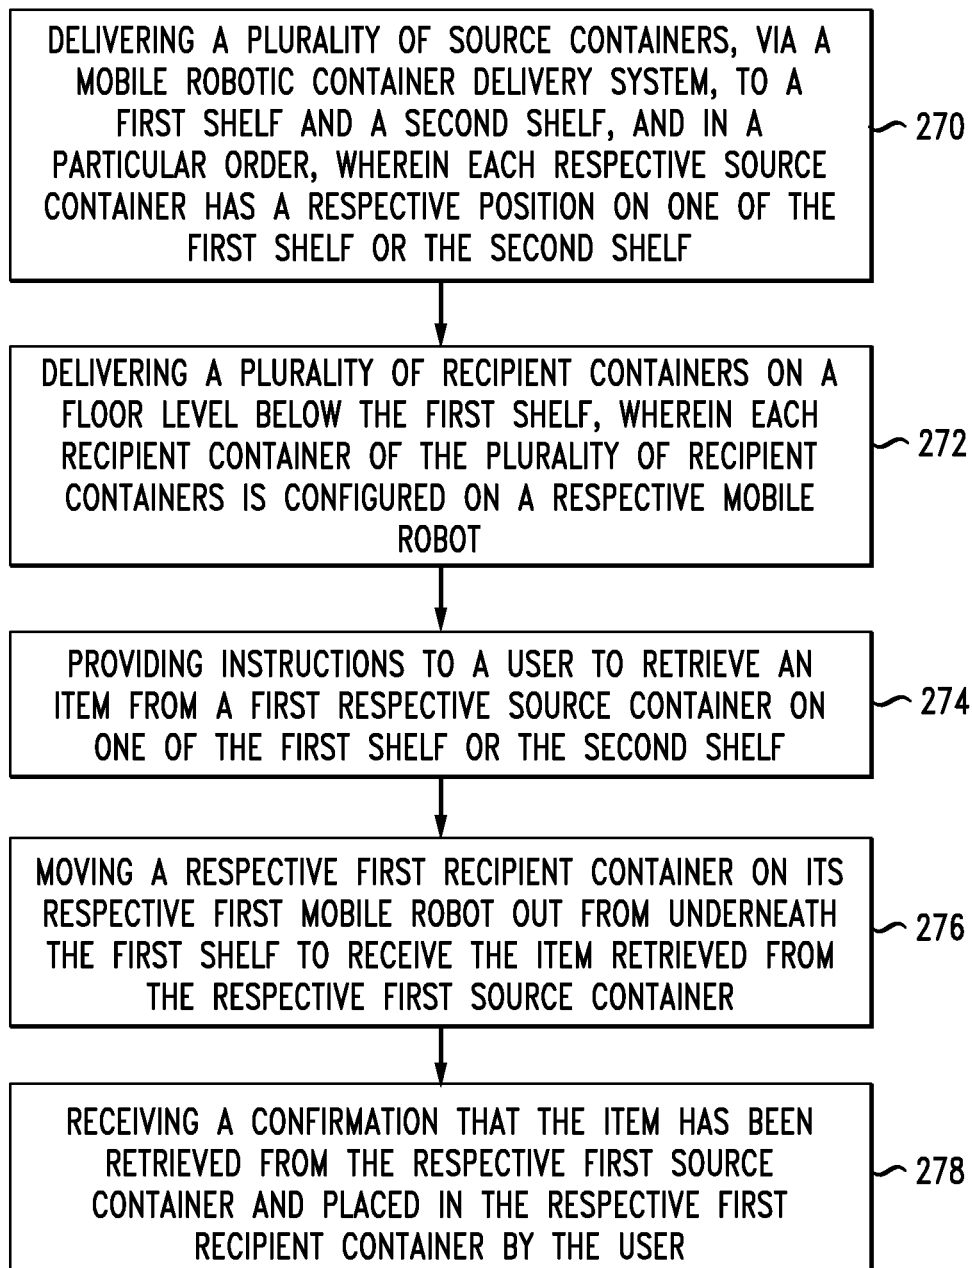 DELIVERING A PLURALITY OF SOURCE CONTAINERS, VIA A
MOBILE ROBOTIC CONTAINER DELIVERY SYSTEM, TO A
FIRST SHELF AND A SECOND SHELF, AND IN A
PARTICULAR ORDER, WHEREIN EACH RESPECTIVE SOURCE
CONTAINER HAS A RESPECTIVE POSITION ON ONE OF THE
FIRST SHELF OR THE SECOND SHELF
270
DELIVERING A PLURALITY OF RECIPIENT CONTAINERS ON A
FLOOR LEVEL BELOW THE FIRST SHELF, WHEREIN EACH
RECIPIENT CONTAINER OF THE PLURALITY OF RECIPIENT
CONTAINERS IS CONFIGURED ON A RESPECTIVE MOBILE
ROBOT
272
PROVIDING INSTRUCTIONS TO A USER TO RETRIEVE AN
ITEM FROM A FIRST RESPECTIVE SOURCE CONTAINER ON
ONE OF THE FIRST SHELF OR THE SECOND SHELF
274
MOVING A RESPECTIVE FIRST RECIPIENT CONTAINER ON ITS
RESPECTIVE FIRST MOBILE ROBOT OUT FROM UNDERNEATH
THE FIRST SHELF TO RECEIVE THE ITEM RETRIEVED FROM
THE RESPECTIVE FIRST SOURCE CONTAINER
276
RECEIVING A CONFIRMATION THAT THE ITEM HAS BEEN
RETRIEVED FROM THE RESPECTIVE FIRST SOURCE
CONTAINER AND PLACED IN THE RESPECTIVE FIRST
RECIPIENT CONTAINER BY THE USER
278